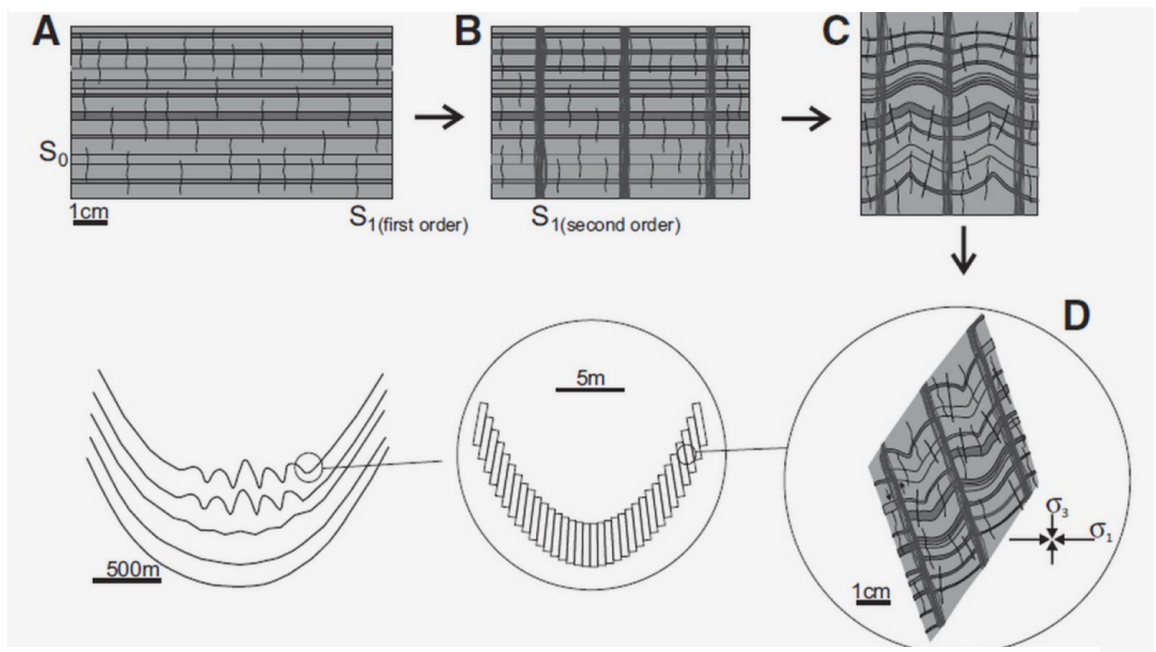 A
B
C
S0
1cm
S1(first order)
S1(second order)
D
5m
500m
σ3
σ1
1cm